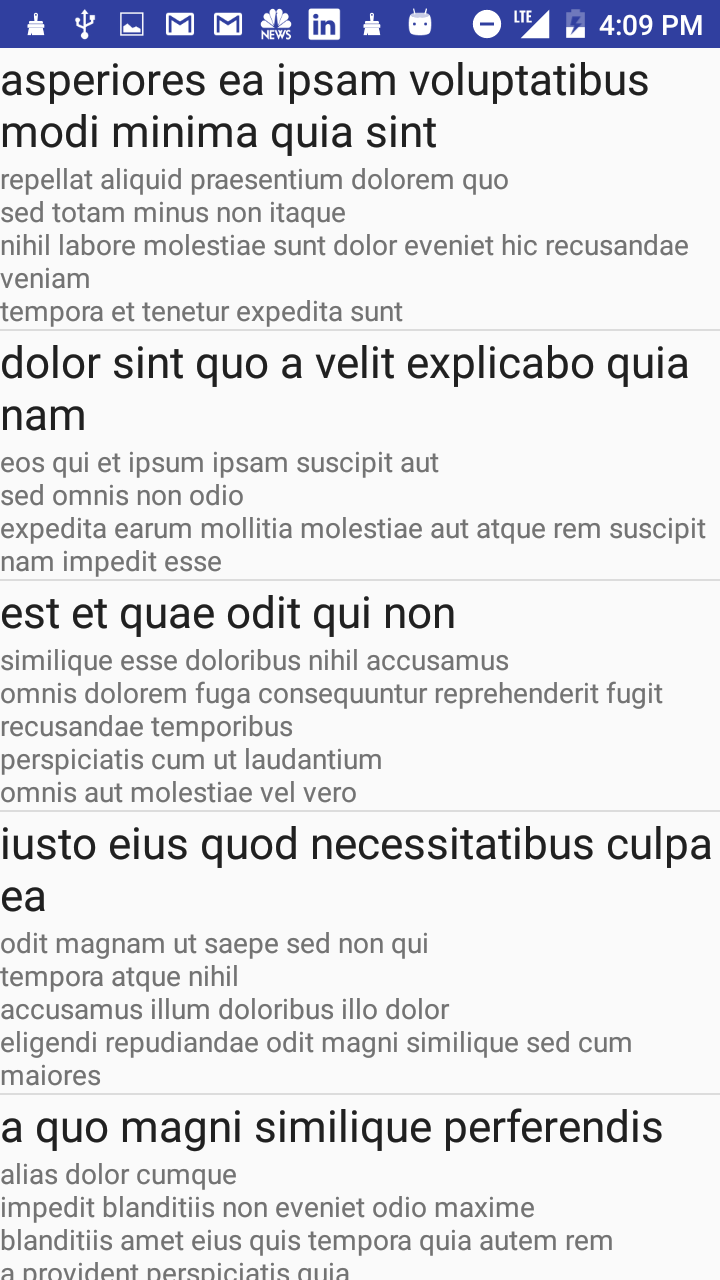 NEWS in LTE 4:09 PM
asperiores ea ipsam voluptatibus
modi minima quia sint
repellat aliquid praesentium dolorem quo
sed totam minus non itaque
nihil labore molestiae sunt dolor eveniet hic recusandae
veniam
tempora et tenetur expedita sunt
dolor sint quo a velit explicabo quia
nam
eos qui et ipsum ipsam suscipit aut
sed omnis non odio
expedita earum mollitia molestiae aut atque rem suscipit
nam impedit esse
est et quae odit qui non
similique esse doloribus nihil accusamus
omnis dolorem fuga consequuntur reprehenderit fugit
recusandae temporibus
perspiciatis cum ut laudantium
omnis aut molestiae vel vero
iusto eius quod necessitatibus culpa
ea
odit magnam ut saepe sed non qui
tempora atque nihil
accusamus illum doloribus illo dolor
eligendi repudiandae odit magni similique sed cum
maiores
a quo magni similique perferendis
alias dolor cumque
impedit blanditiis non eveniet odio maxime
blanditiis amet eius quis tempora quia autem rem
a provident perspiciatis quia